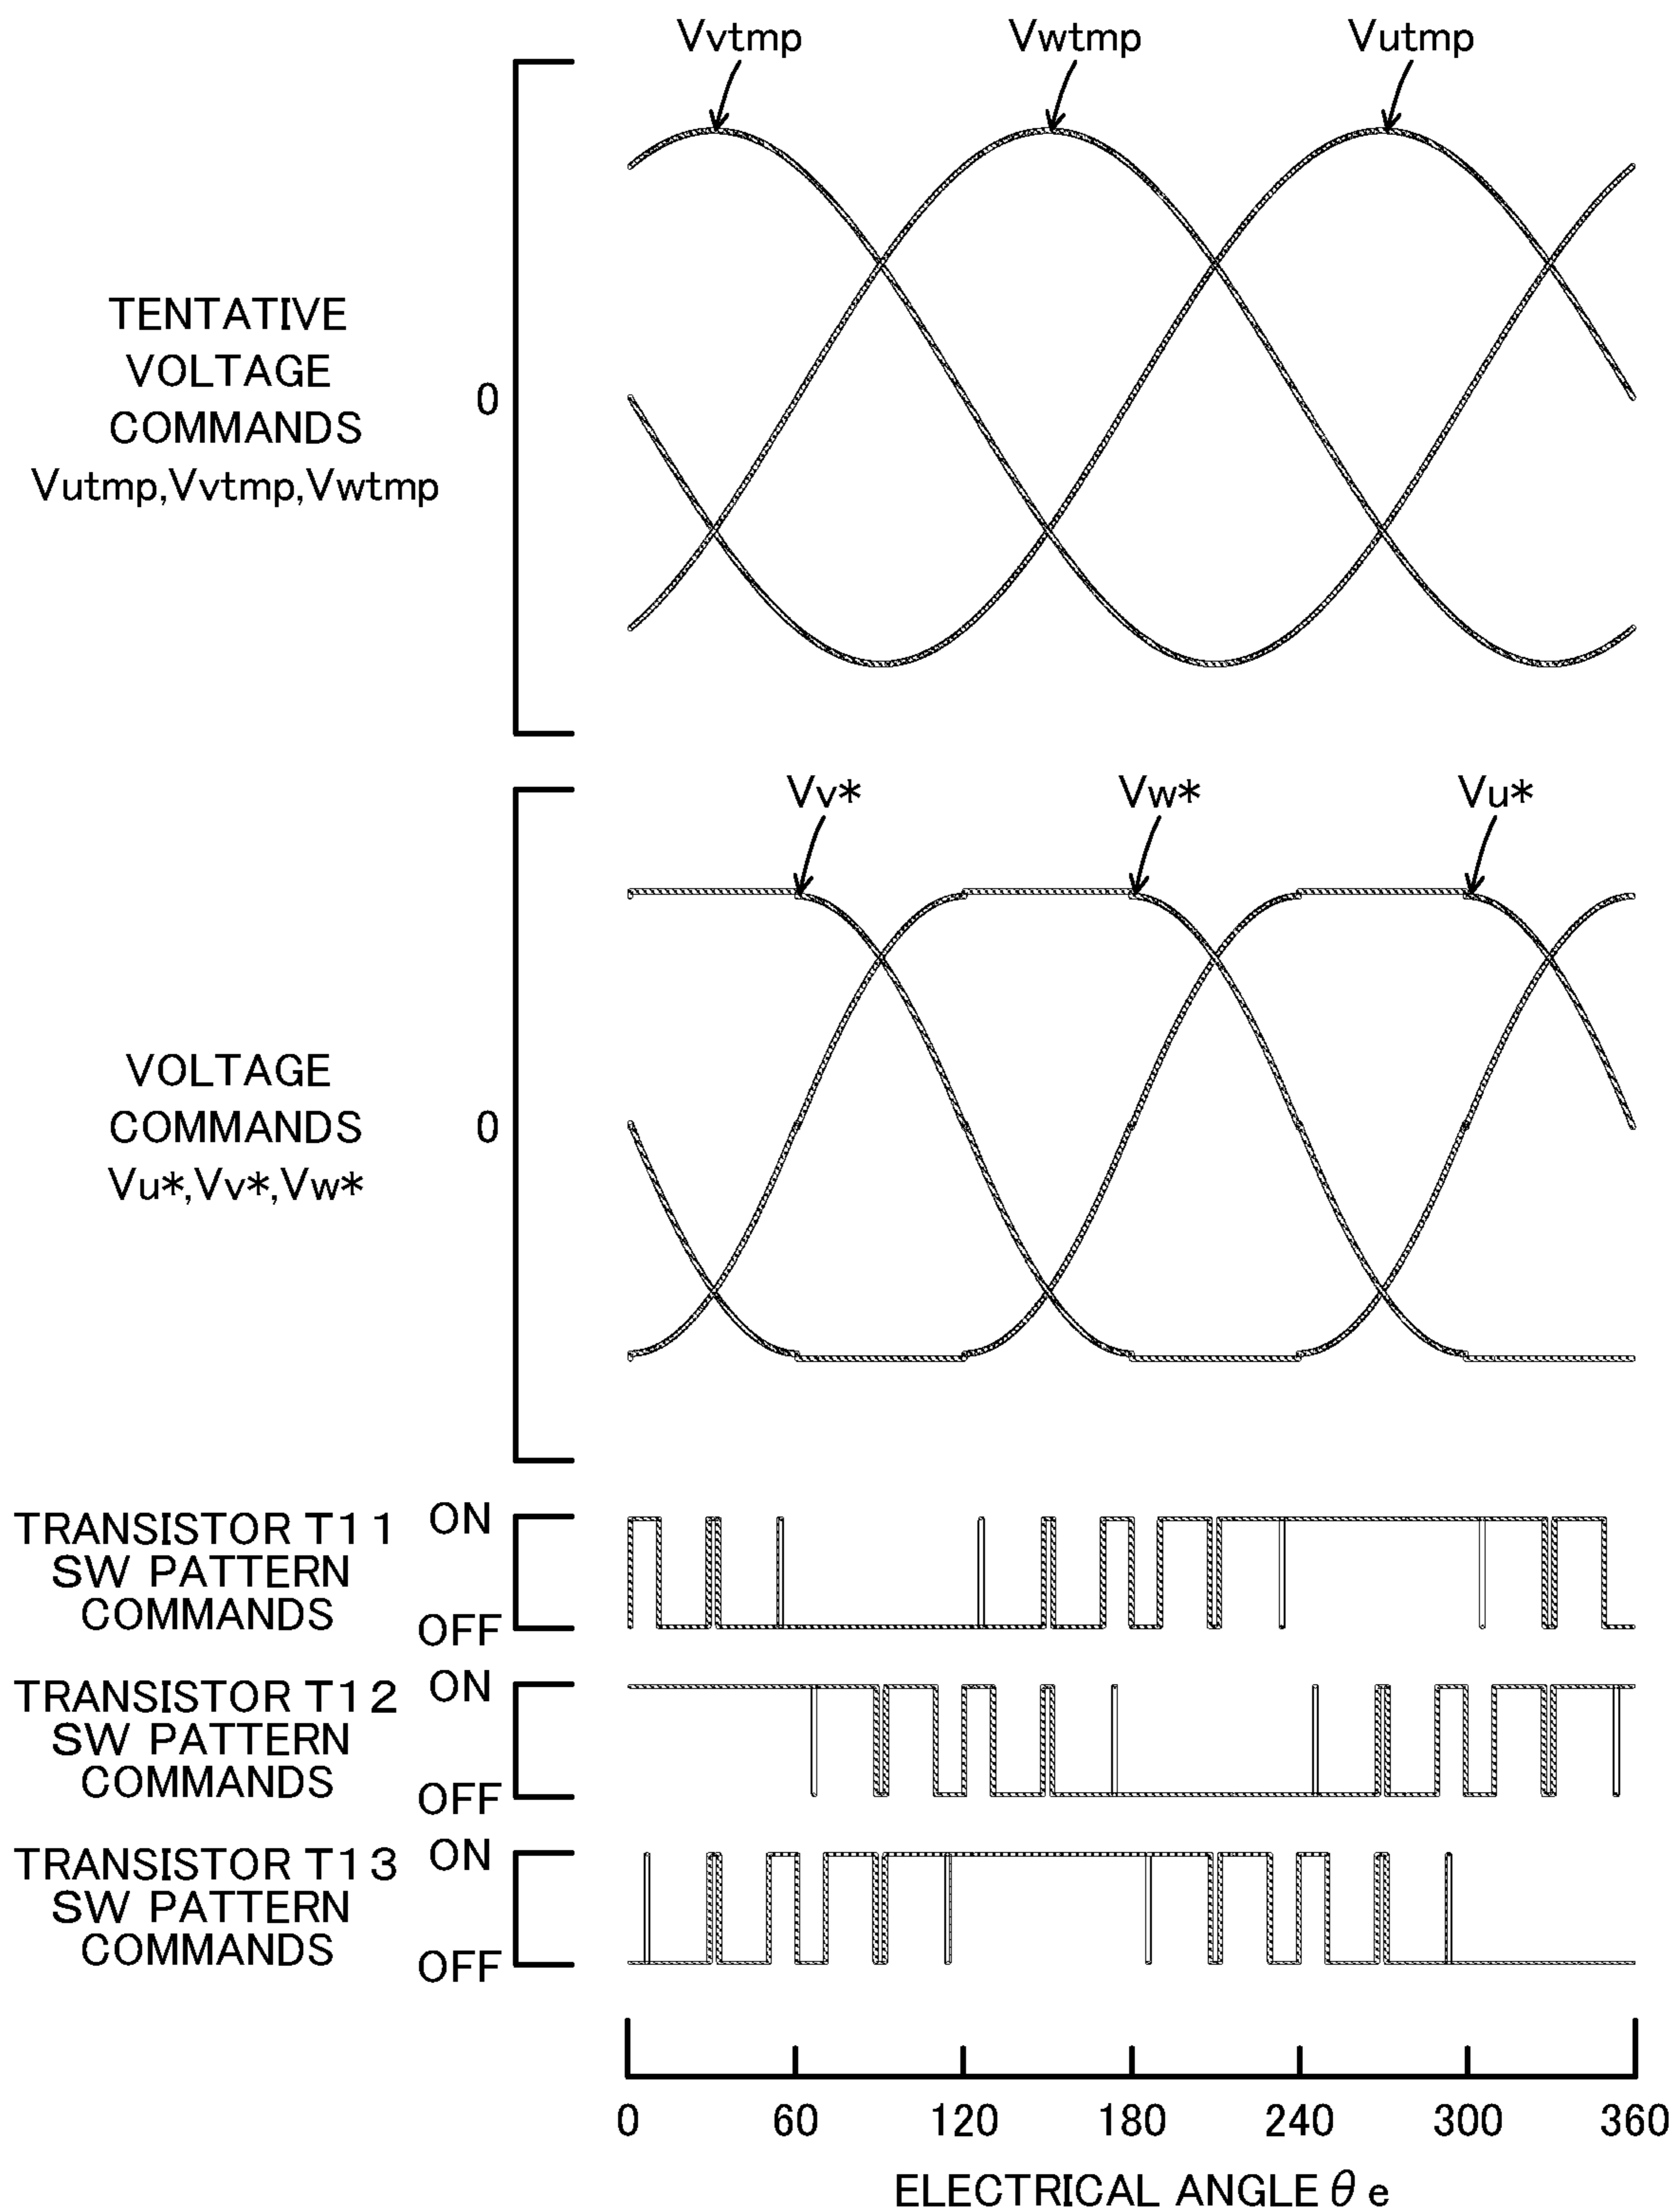 Vvtmp Vwtmp Vutmp
TENTATIVE
VOLTAGE
COMMANDS
Vutmp,Vvtmp,Vwtmp
0
Vv* Vw* Vu*
VOLTAGE
COMMANDS
Vu*,Vv*,Vw*
0
TRANSISTOR T11
SW PATTERN
COMMANDS
ON
OFF
TRANSISTOR T12
SW PATTERN
COMMANDS
ON
OFF
TRANSISTOR T13
SW PATTERN
COMMANDS
ON
OFF
0 60 120 180 240 300 360
ELECTRICAL ANGLE θ e